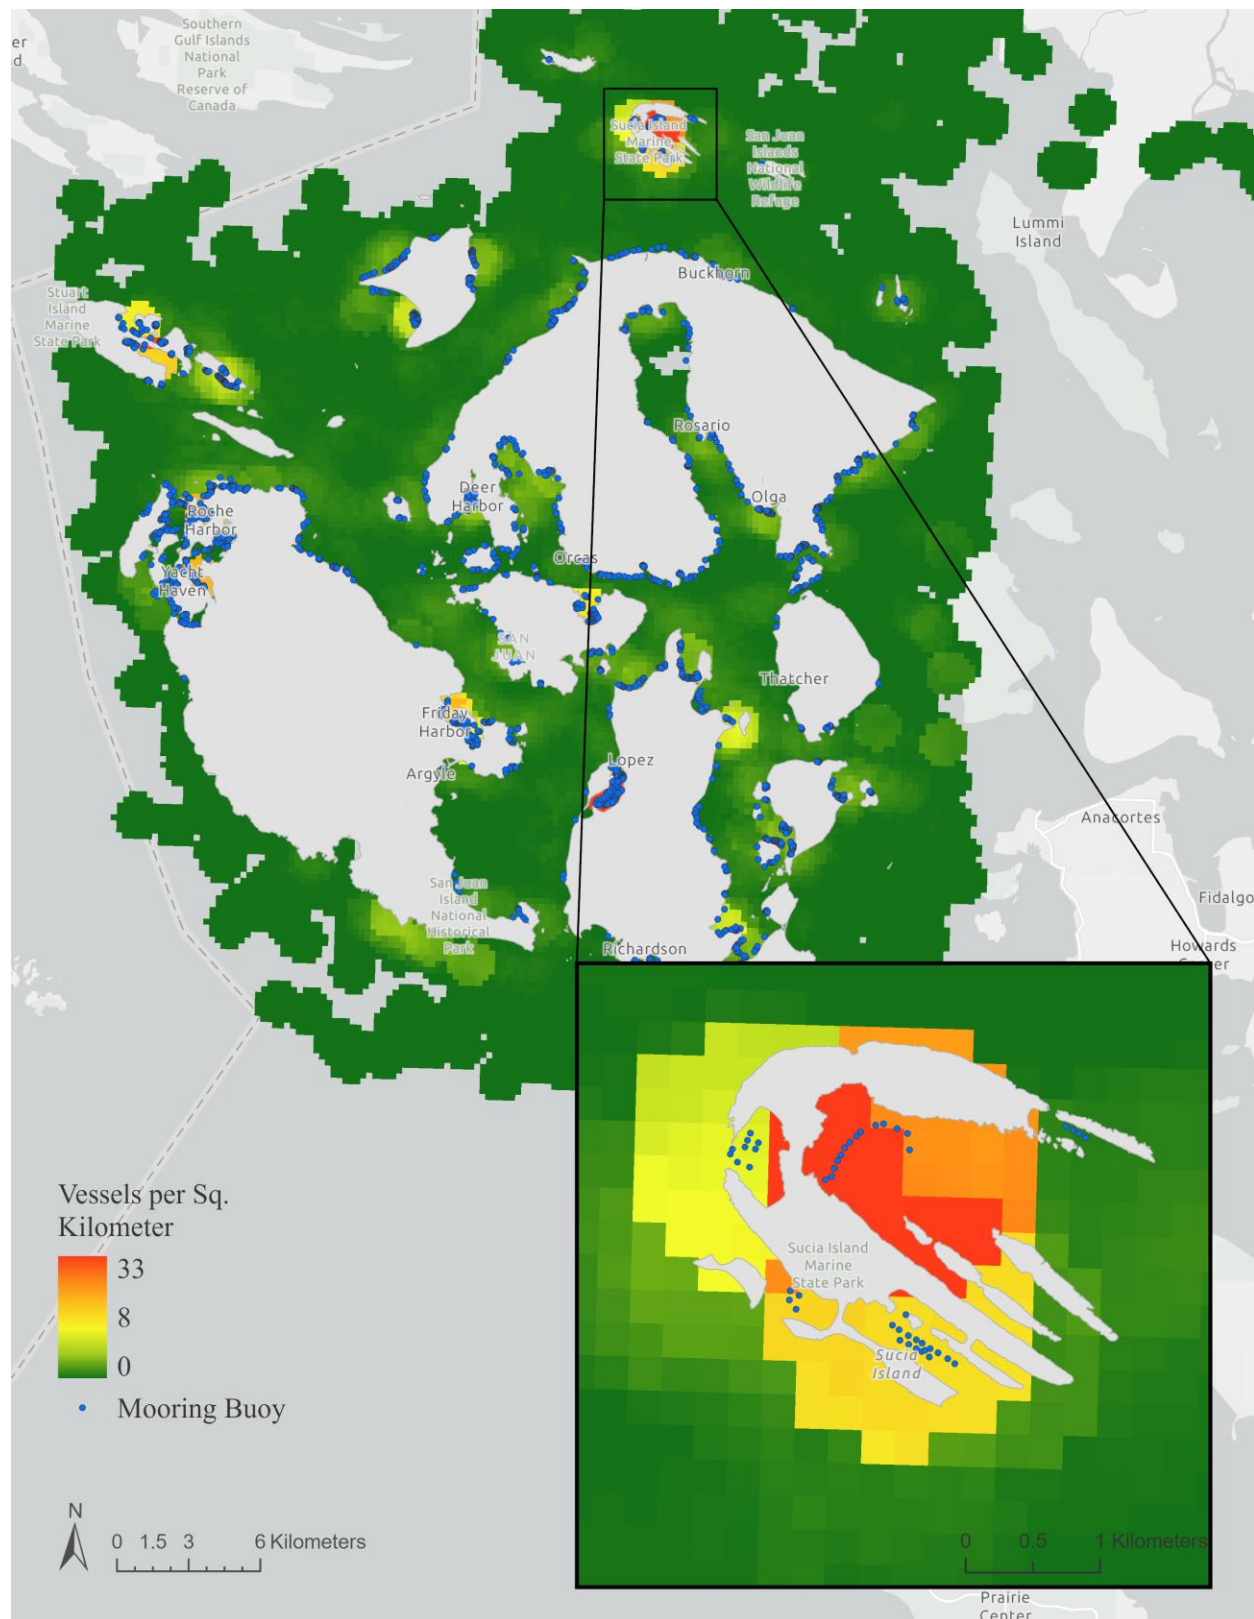 Southern
Gulf Islands
National
Park
Reserve of
Canada
er
d
Sucia Island
Marine
State Park
San Juan
Islands
National
Wildlife
Refuge
Lummi
Island
Buckhorn
Stuart
Island
Marine
State Park
Rosario
Deer
Harbor
Olga
Roche
Harbor
Orcas
Yacht
Haven
SAN
JUAN
Thatcher
Friday
Harbor
Argyle
Lopez
Anacortes
San Juan
Island
National
Historical
Park
Fidalgo
Richardson
Howards
Vessels per Sq.
Kilometer
33
8
0
Mooring Buoy
Sucia Island
Marine
State Park
Sucia
Island
N
0 1.5 3 6 Kilometers
0 0.5 1 Kilometers
Prairie
Center